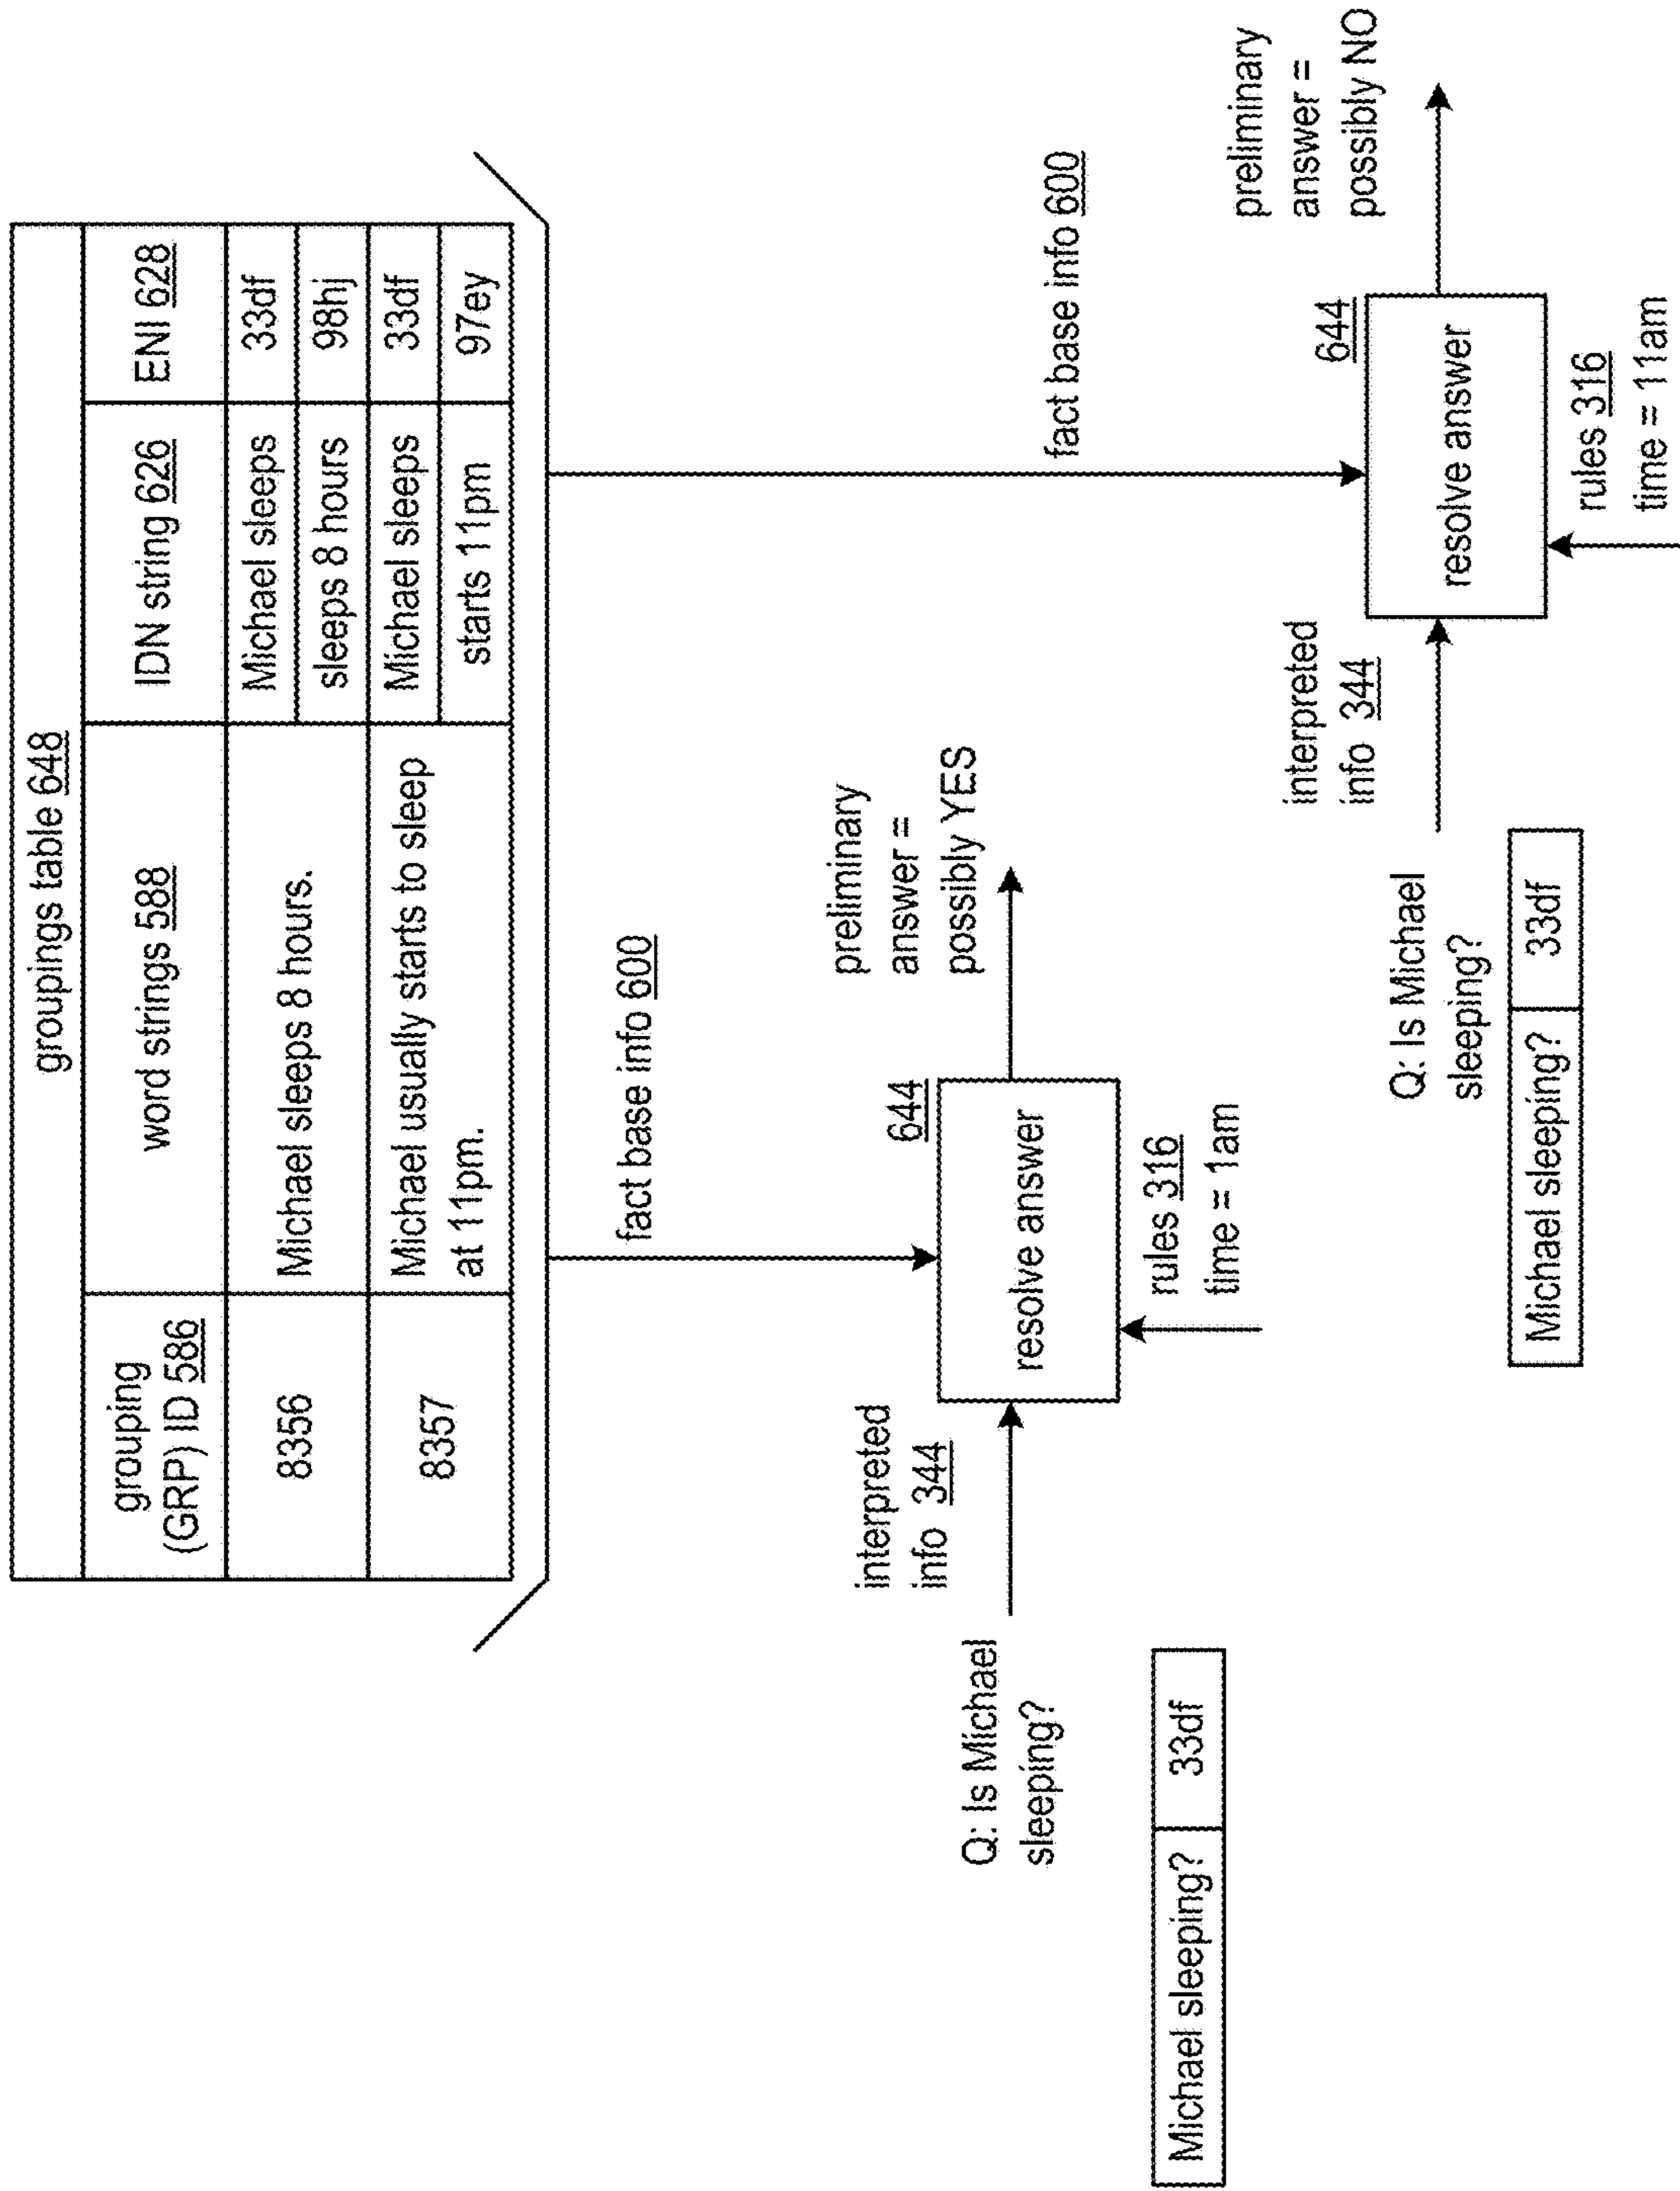 groupings table 648
grouping
(GRP) ID 586
word strings 588
IDN string 626
ENI 628
8356
Michael sleeps 8 hours.
Michael sleeps
33df
sleeps 8 hours
98hj
8357
Michael usually starts to sleep
at 11pm.
Michael sleeps
33df
starts 11pm
97ey
fact base info 600
fact base info 600
interpreted
info 344
644
preliminary
answer =
possibly YES
Q: Is Michael
sleeping?
resolve answer
rules 316
time = 1am
Michael sleeping?
33df
interpreted
info 344
644
preliminary
answer =
possibly NO
Q: Is Michael
sleeping?
resolve answer
rules 316
time = 11am
Michael sleeping?
33df